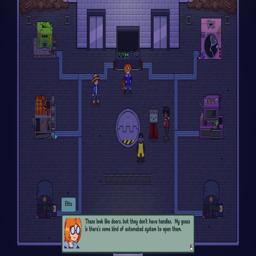 Etta
These look like doors, but they don't have handles. My guess
is there's some kind of automated system to open them.